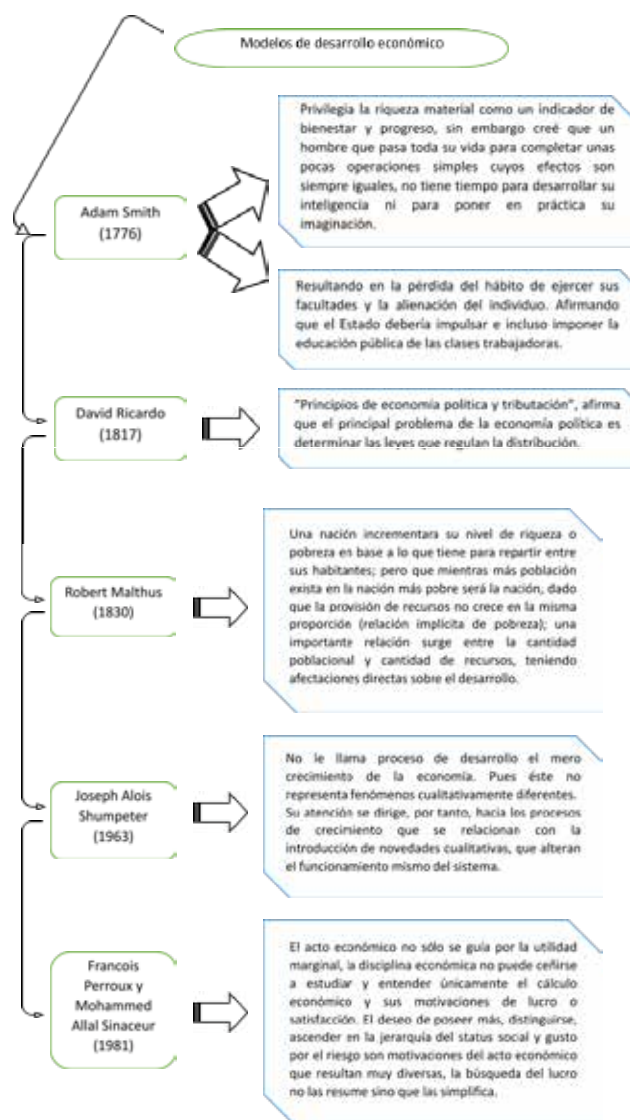 Modelos de desarrollo económico
Privilegia la riqueza material como un indicador de
bienestar y progreso, sin embargo creé que un
hombre que pasa toda su vida para completar unas
pocas operaciones simples cuyos efectos son
siempre iguales, no tiene tiempo para desarrollar su
inteligencia ni para poner en práctica su
imaginación.
Adam Smith
(1776)
Resultando en la pérdida del hábito de ejercer sus
facultades y la alienación del individuo. Afirmando
que el Estado debería impulsar e incluso imponer la
educación pública de las clases trabajadoras.
David Ricardo
(1817)
"Principios de economía política y tributación", afirma
que el principal problema de la economía política es
determinar las leyes que regulan la distribución.
Robert Malthus
(1830)
Una nación incrementara su nivel de riqueza o
pobreza en base a lo que tiene para repartir entre
sus habitantes; pero que mientras más población
exista en la nación más pobre será la nación, dado
que la provisión de recursos no crece en la misma
proporción (relación implícita de pobreza); una
importante relación surge entre la cantidad
poblacional y cantidad de recursos, teniendo
afectaciones directas sobre el desarrollo.
Joseph Alois
Shumpeter
(1963)
No le llama proceso de desarrollo el mero
crecimiento de la economía. Pues éste no
representa fenómenos cualitativamente diferentes.
Su atención se dirige, por tanto, hacia los procesos
de crecimiento que se relacionan con la
introducción de novedades cualitativas, que alteran
el funcionamiento mismo del sistema.
Francois
Perroux y
Mohammed
Allal Sinaceur
(1981)
El acto económico no sólo se guía por la utilidad
marginal, la disciplina económica no puede ceñirse
a estudiar y entender únicamente el cálculo
económico y sus motivaciones de lucro o
satisfacción. El deseo de poseer más, distinguirse,
ascender en la jerarquía del status social y gusto
por el riesgo son motivaciones del acto económico
que resultan muy diversas, la búsqueda del lucro
no las resume sino que las simplifica.